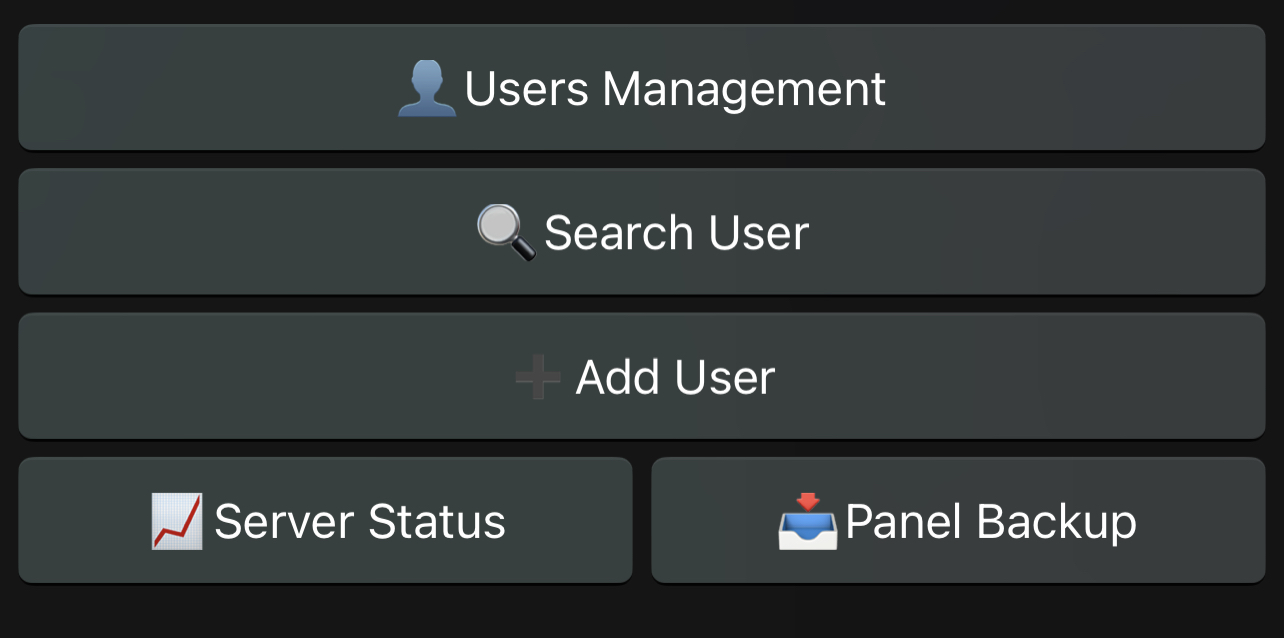 👤Users Management
🔍Search User
➕ Add User
📈Server Status
📥Panel Backup